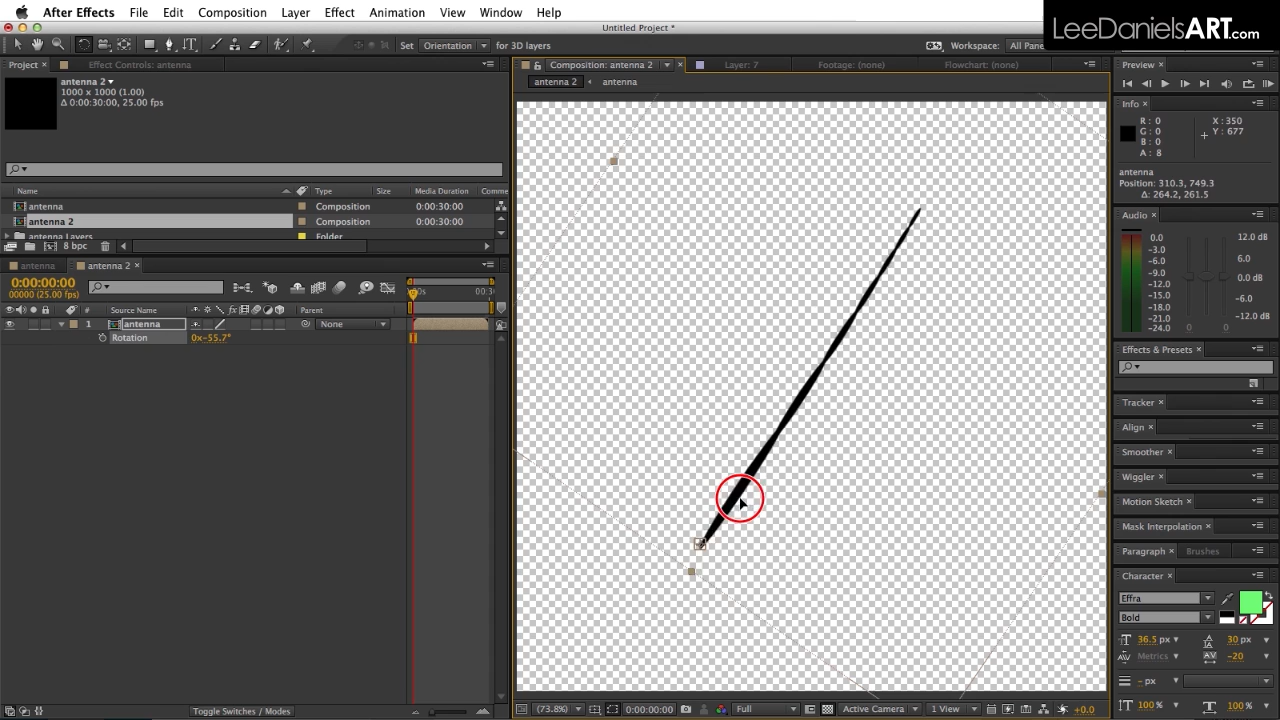 After Effects File Edit Composition Layer Effect Animation View Window Help
LeeDanielsART.com
Untitled Project *
Set Orientation for 3D layers
Workspace: All Pane
Project × Effect Controls: antenna
antenna 2
1000 x 1000 (1.00)
Δ 0:00:30:00, 25.00 fps
Name Type Size Media Duration Comme
antenna Composition 0:00:30:00
antenna 2 Composition 0:00:30:00
antenna Layers Folder
8 bpc
antenna antenna 2 ×
0:00:00:00
00000 (25.00 fps)
# Source Name Parent
1 antenna None
Rotation 0x-55.7°
Toggle Switches / Modes
Composition: antenna 2 × Layer: 7 Footage: (none) Flowchart: (none)
antenna 2 antenna
(73.8%) 0:00:00:00 Full Active Camera 1 View +0.0
Preview ×
Info ×
R : 0
G : 0
B : 0
A : 8
X : 350
Y : 677
antenna
Position: 310.3, 749.3
Δ: 264.2, 261.5
Audio ×
0.0
-3.0
-6.0
-9.0
-12.0
-15.0
-18.0
-21.0
-24.0
12.0 dB
6.0
0.0 dB
-6.0
-12.0 dB
0 0
Effects & Presets ×
Tracker ×
Align ×
Smoother ×
Wiggler ×
Motion Sketch ×
Mask Interpolation ×
Paragraph × Brushes
Character ×
Effra
Bold
36.5 px 30 px
Metrics -20
- px
100 % 100 %